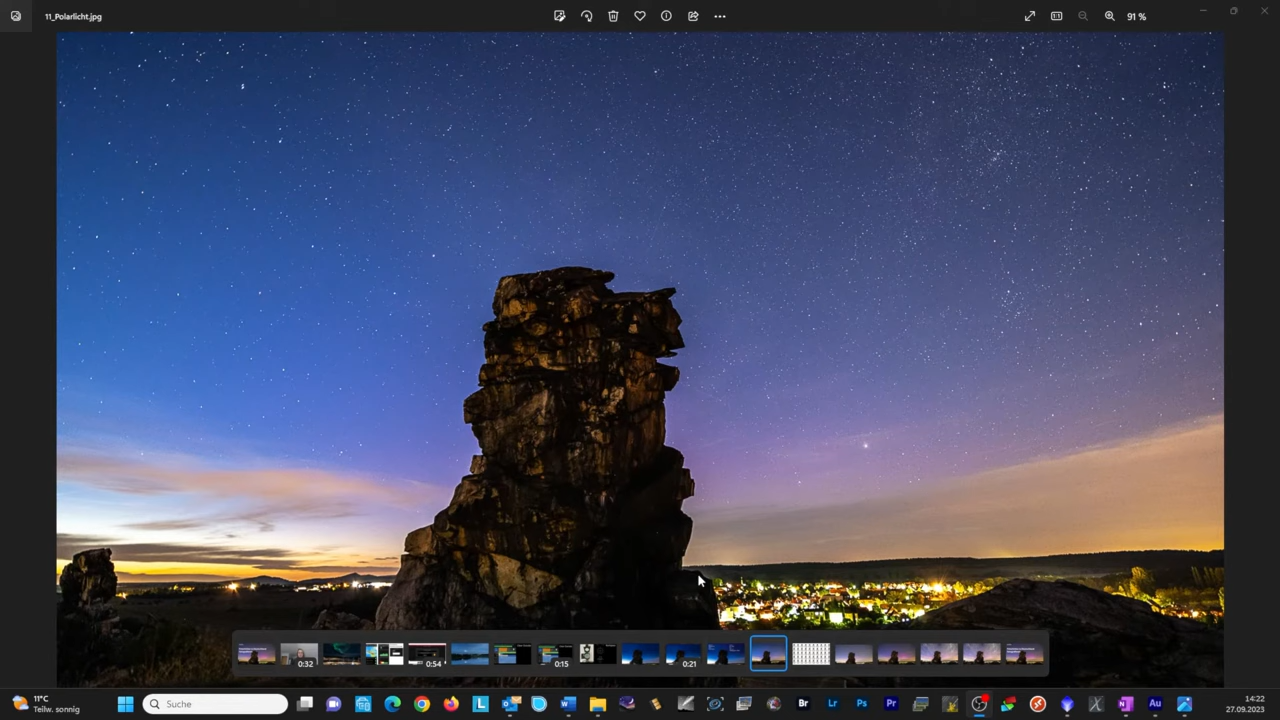 11_Polarlicht.jpg
91 %
0:32
0:54
0:15
0:21
11°C
Teilw. sonnig
Suche
L
Br
Lr
Ps
Pr
Au
14:22
27.09.2023